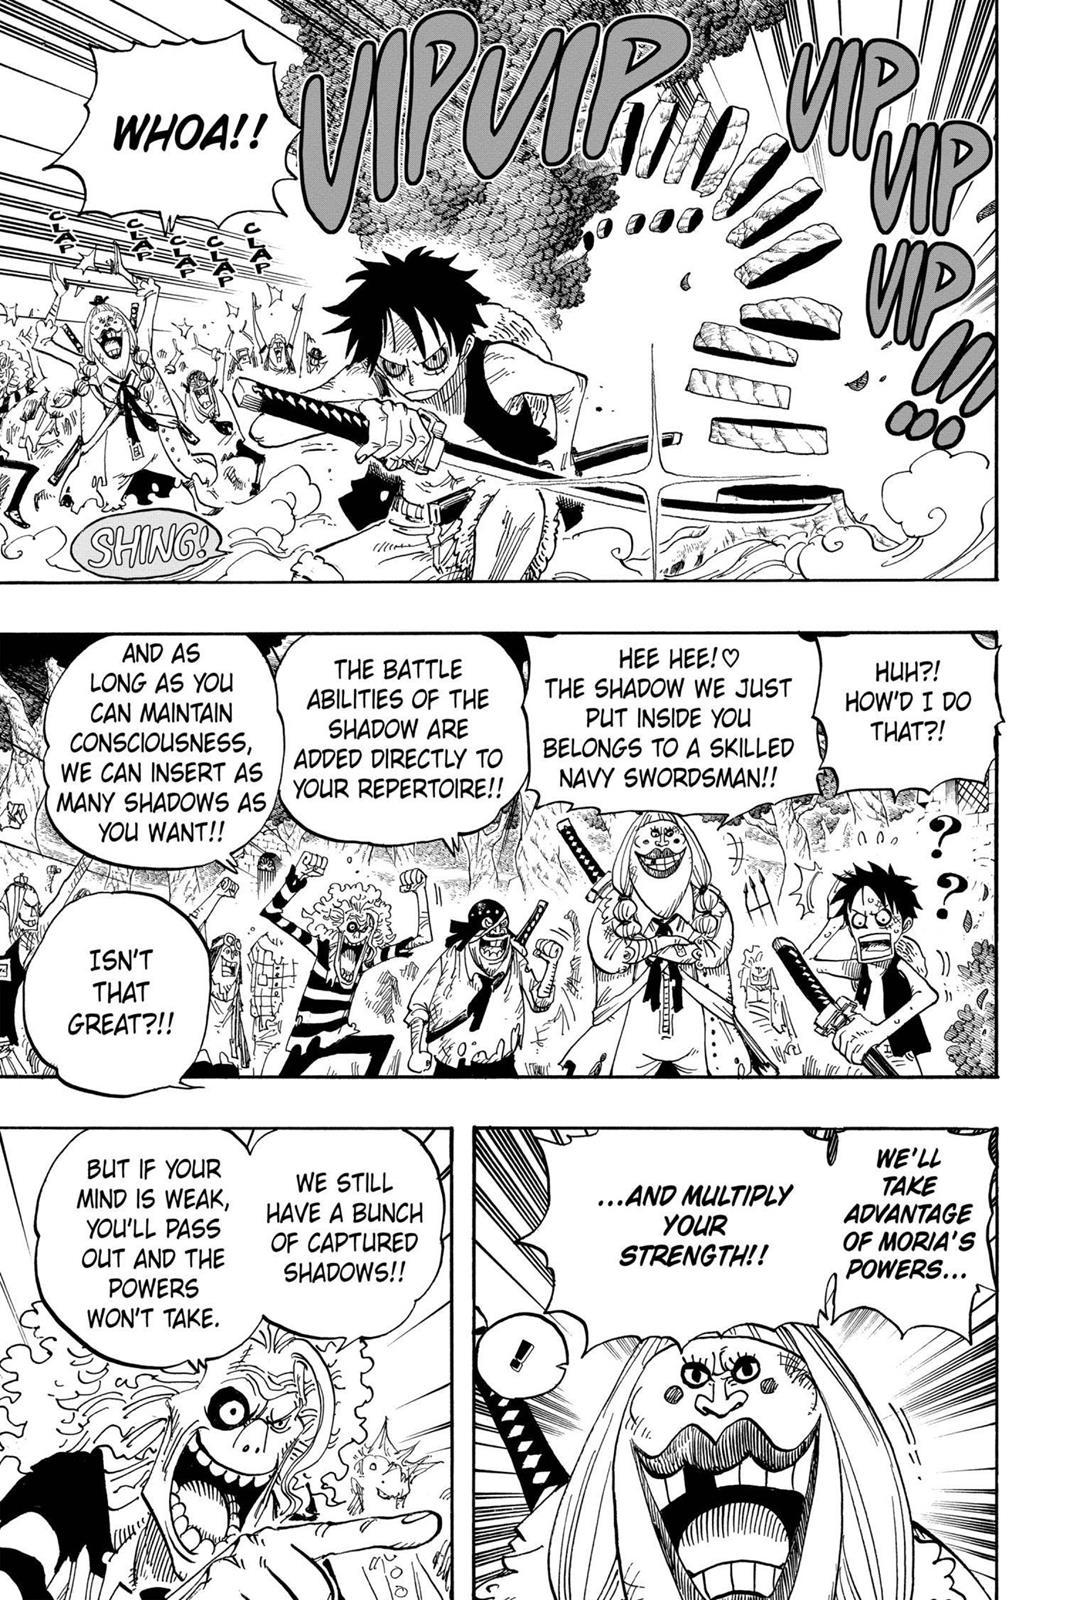 WHOA!!
VIP VIP
VIP
VIP
VIP!!!
CLAP
CLAP
CLAP
CLAP
CLAP
SHING!
HUH?!
HOW'D I DO
THAT?!
HEE HEE!♡
THE SHADOW WE JUST
PUT INSIDE YOU
BELONGS TO A SKILLED
NAVY SWORDSMAN!!
THE BATTLE
ABILITIES OF THE
SHADOW ARE
ADDED DIRECTLY TO
YOUR REPERTOIRE!!
AND AS
LONG AS YOU
CAN MAINTAIN
CONSCIOUSNESS,
WE CAN INSERT AS
MANY SHADOWS AS
YOU WANT!!
?
?
ISN'T
THAT
GREAT?!!
WE'LL
TAKE
ADVANTAGE
OF MORIA'S
POWERS...
...AND MULTIPLY
YOUR
STRENGTH!!
!
WE STILL
HAVE A BUNCH
OF CAPTURED
SHADOWS!!
BUT IF YOUR
MIND IS WEAK,
YOU'LL PASS
OUT AND THE
POWERS
WON'T TAKE.